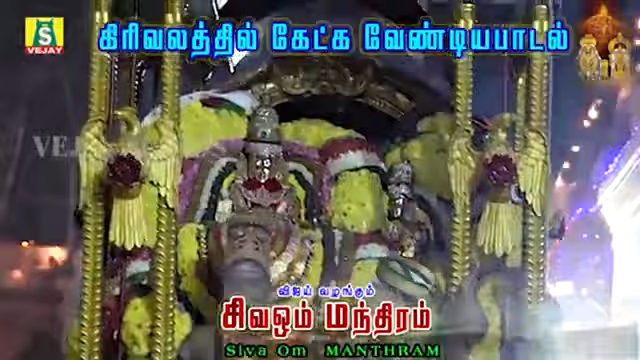 VEJAY
கிரிவலத்தில் கேட்க வேண்டியபாடல்
விஜய் வழங்கும்
சிவஓம் மந்திரம்
Siva Om MANTHRAM